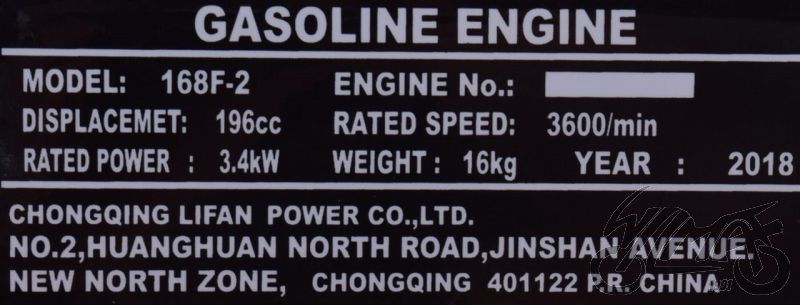 GASOLINE ENGINE
MODEL: 168F-2 ENGINE No.:
DISPLACEMET: 196cc RATED SPEED: 3600/min
RATED POWER : 3.4kW WEIGHT : 16kg YEAR : 2018
CHONGQING LIFAN POWER CO.,LTD.
NO.2,HUANGHUAN NORTH ROAD,JINSHAN AVENUE.
NEW NORTH ZONE, CHONGQING 401122 P.R. CHINA